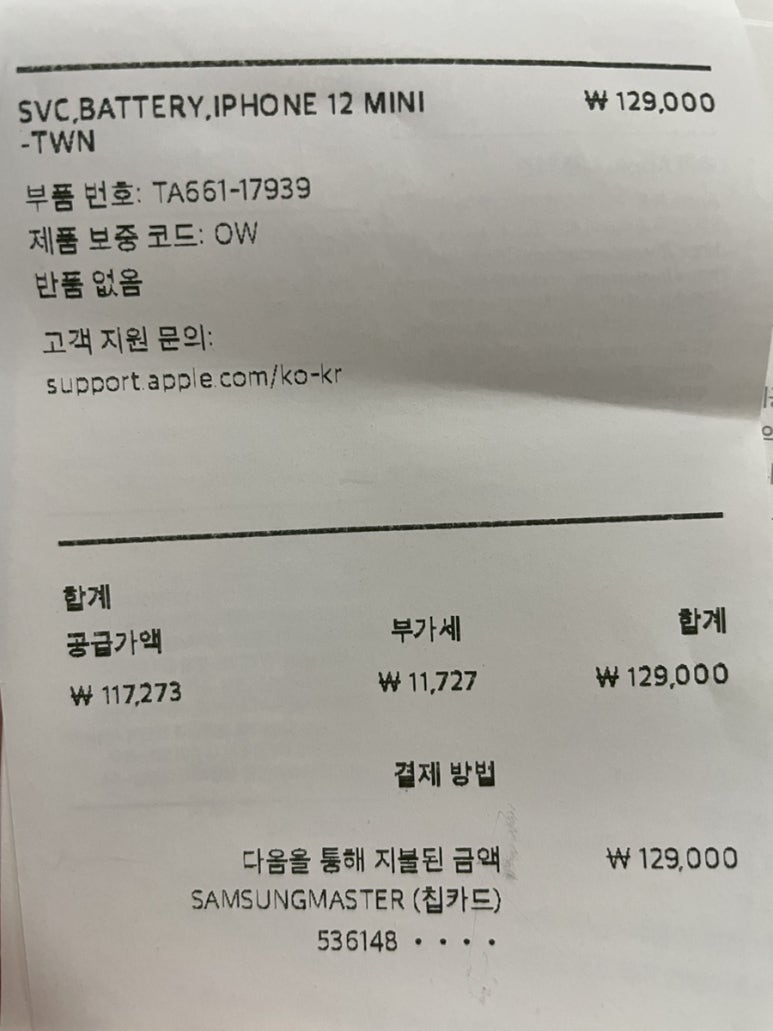 SVC,BATTERY,IPHONE 12 MINI ₩ 129,000
-TWN
부품 번호: TA661-17939
제품 보증 코드: OW
반품 없음
고객 지원 문의:
support.apple.com/ko-kr
합계
공급가액 부가세 합계
₩ 117,273 ₩ 11,727 ₩ 129,000
결제 방법
다음을 통해 지불된 금액 ₩ 129,000
SAMSUNGMASTER (칩카드)
536148 • • • •